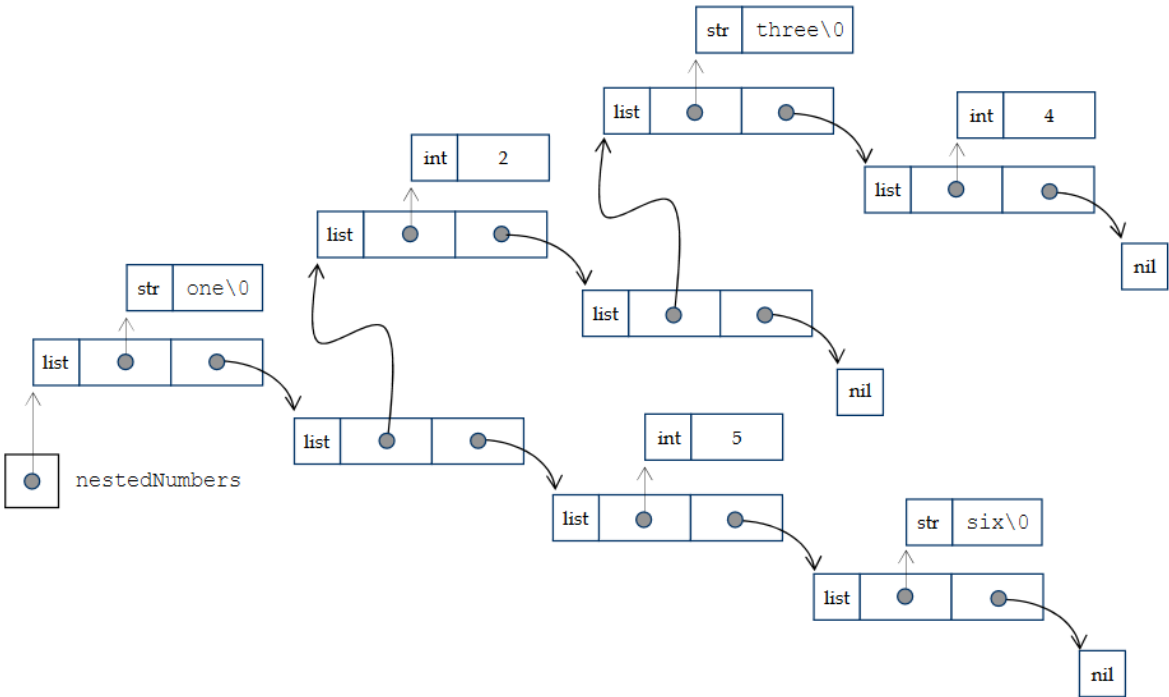 str three\0
list
int 4
int 2
list
list
nil
str one\0
list
list
nil
list
int 5
nestedNumbers
list
str six\0
list
nil